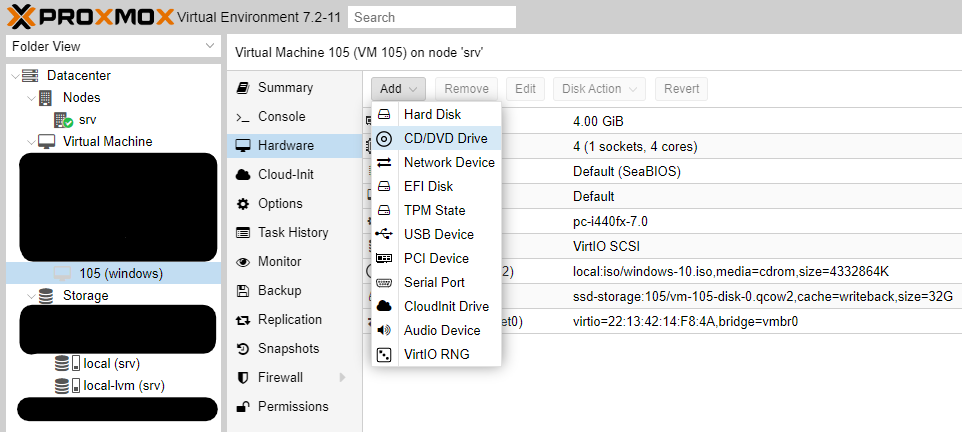 PROXMOX Virtual Environment 7.2-11 Search
Folder View
Virtual Machine 105 (VM 105) on node 'srv'
Datacenter
Nodes
srv
Virtual Machine
105 (windows)
Storage
local (srv)
local-lvm (srv)
Summary
Console
Hardware
Cloud-Init
Options
Task History
Monitor
Backup
Replication
Snapshots
Firewall
Permissions
Add Remove Edit Disk Action Revert
Hard Disk
CD/DVD Drive
Network Device
EFI Disk
TPM State
USB Device
PCI Device
Serial Port
CloudInit Drive
Audio Device
VirtIO RNG
4.00 GiB
4 (1 sockets, 4 cores)
Default (SeaBIOS)
Default
pc-i440fx-7.0
VirtIO SCSI
2) local:iso/windows-10.iso,media=cdrom,size=4332864K
ssd-storage:105/vm-105-disk-0.qcow2,cache=writeback,size=32G
et0) virtio=22:13:42:14:F8:4A,bridge=vmbr0